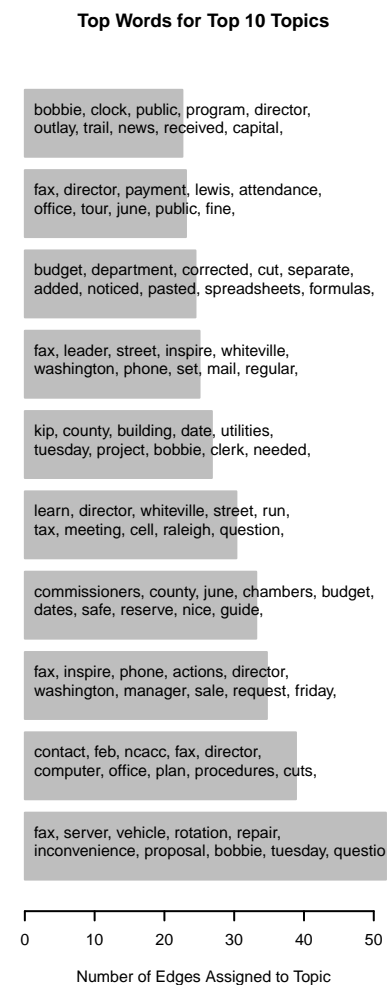 Top Words for Top 10 Topics
bobbie, clock, public, program, director,
outlay, trail, news, received, capital,
fax, director, payment, lewis, attendance,
office, tour, june, public, fine,
budget, department, corrected, cut, separate,
added, noticed, pasted, spreadsheets, formulas,
fax, leader, street, inspire, whiteville,
washington, phone, set, mail, regular,
kip, county, building, date, utilities,
tuesday, project, bobbie, clerk, needed,
learn, director, whiteville, street, run,
tax, meeting, cell, raleigh, question,
commissioners, county, june, chambers, budget,
dates, safe, reserve, nice, guide,
fax, inspire, phone, actions, director,
washington, manager, sale, request, friday,
contact, feb, ncacc, fax, director,
computer, office, plan, procedures, cuts,
fax, server, vehicle, rotation, repair,
inconvenience, proposal, bobbie, tuesday, questio
0 10 20 30 40 50
Number of Edges Assigned to Topic